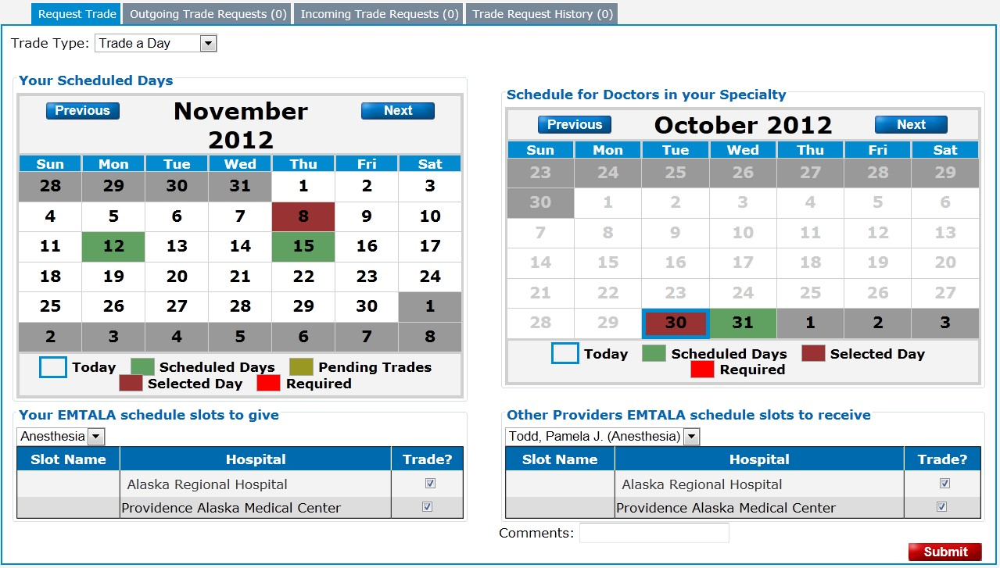 Request Trade Outgoing Trade Requests (0) Incoming Trade Requests (0) Trade Request History (0)
Trade Type: Trade a Day
Your Scheduled Days
Previous November 2012 Next
Sun Mon Tue Wed Thu Fri Sat
28 29 30 31 1 2 3
4 5 6 7 8 9 10
11 12 13 14 15 16 17
18 19 20 21 22 23 24
25 26 27 28 29 30 1
2 3 4 5 6 7 8
Today Scheduled Days Pending Trades
Selected Day Required
Schedule for Doctors in your Specialty
Previous October 2012 Next
Sun Mon Tue Wed Thu Fri Sat
23 24 25 26 27 28 29
30 1 2 3 4 5 6
7 8 9 10 11 12 13
14 15 16 17 18 19 20
21 22 23 24 25 26 27
28 29 30 31 1 2 3
Today Scheduled Days Selected Day
Required
Your EMTALA schedule slots to give
Anesthesia
Slot Name Hospital Trade?
Alaska Regional Hospital
Providence Alaska Medical Center
Other Providers EMTALA schedule slots to receive
Todd, Pamela J. (Anesthesia)
Slot Name Hospital Trade?
Alaska Regional Hospital
Providence Alaska Medical Center
Comments:
Submit